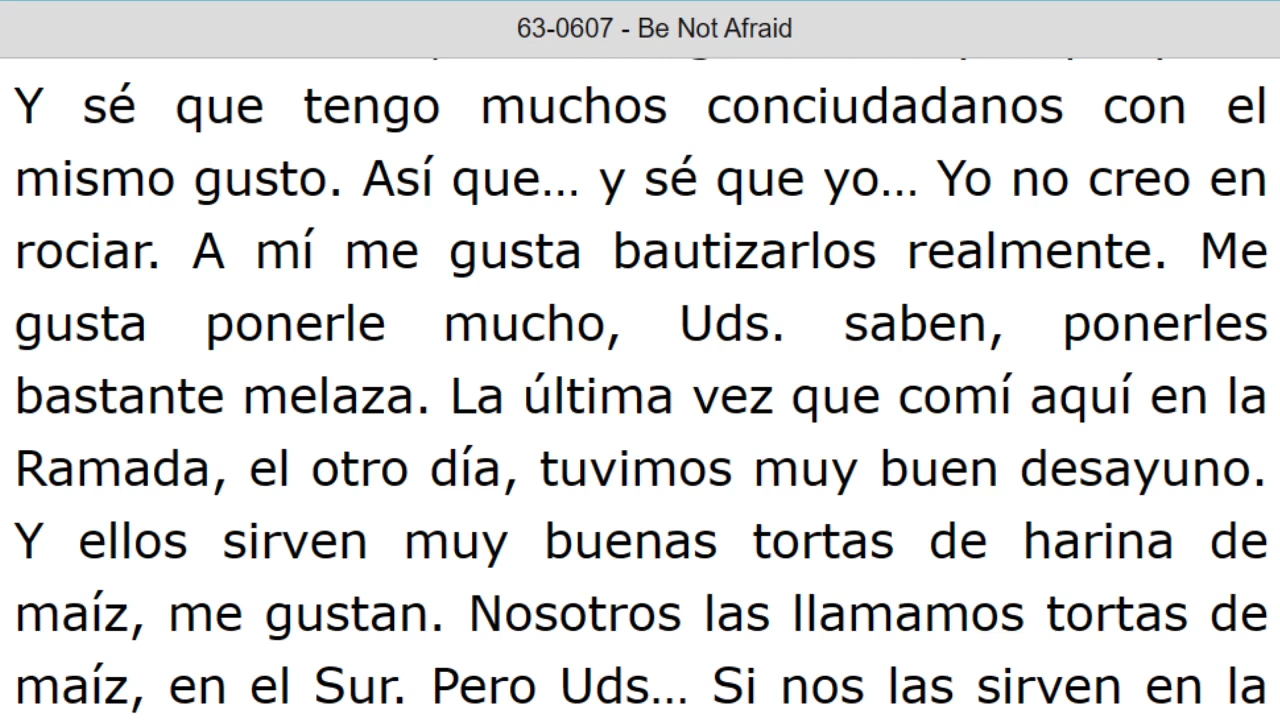 63-0607 - Be Not Afraid
Y sé que tengo muchos conciudadanos con el
mismo gusto. Así que... y sé que yo... Yo no creo en
rociar. A mí me gusta bautizarlos realmente. Me
gusta ponerle mucho, Uds. saben, ponerles
bastante melaza. La última vez que comí aquí en la
Ramada, el otro día, tuvimos muy buen desayuno.
Y ellos sirven muy buenas tortas de harina de
maíz, me gustan. Nosotros las llamamos tortas de
maíz, en el Sur. Pero Uds... Si nos las sirven en la